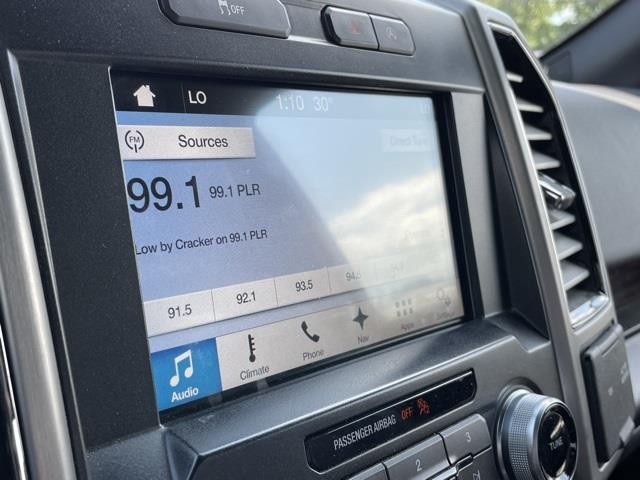 OFF
LO 1:10 30°
FM Sources Direct Tune
99.1 99.1 PLR
Low by Cracker on 99.1 PLR
91.5 92.1 93.5 94.5
Audio Climate Phone Nav Apps Settings
PASSENGER AIRBAG OFF
2 3
TUNE